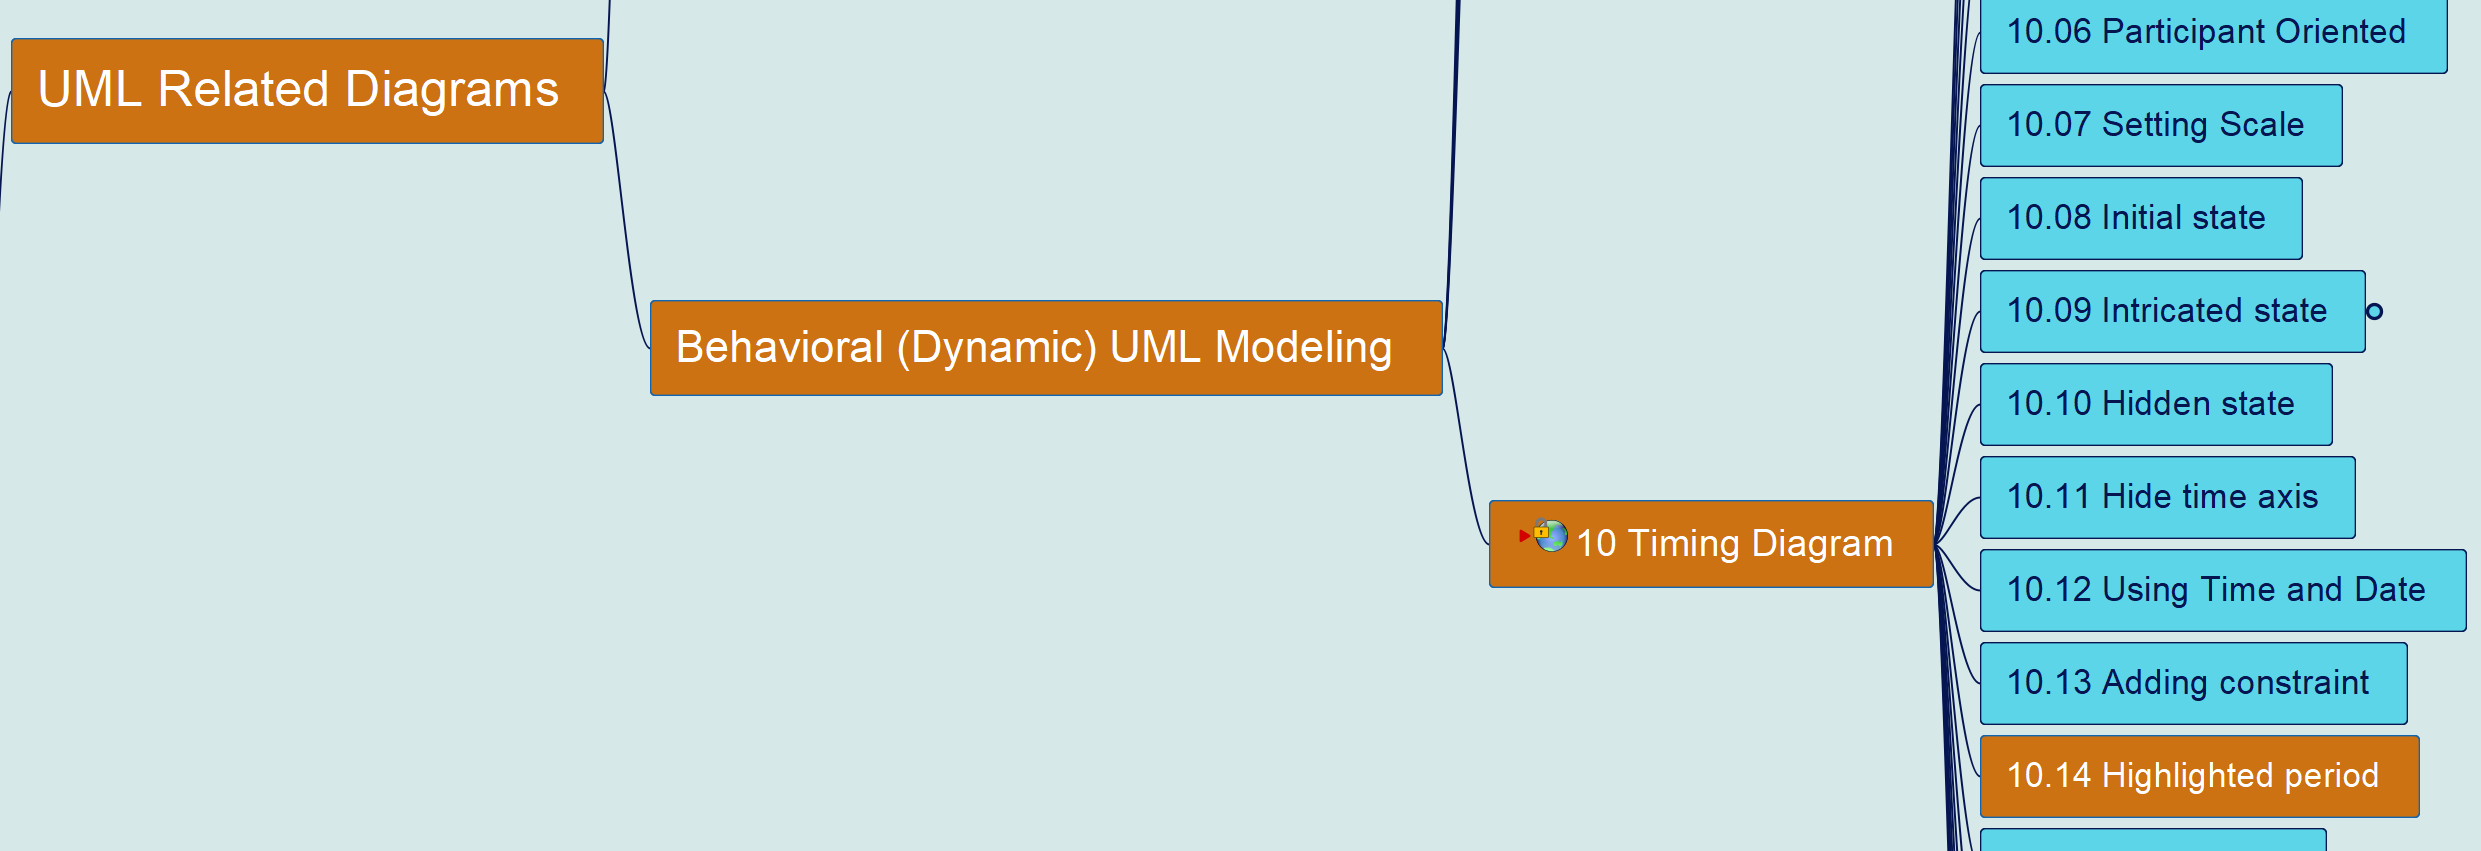 UML Related Diagrams
Behavioral (Dynamic) UML Modeling
10 Timing Diagram
10.06 Participant Oriented
10.07 Setting Scale
10.08 Initial state
10.09 Intricated state
10.10 Hidden state
10.11 Hide time axis
10.12 Using Time and Date
10.13 Adding constraint
10.14 Highlighted period